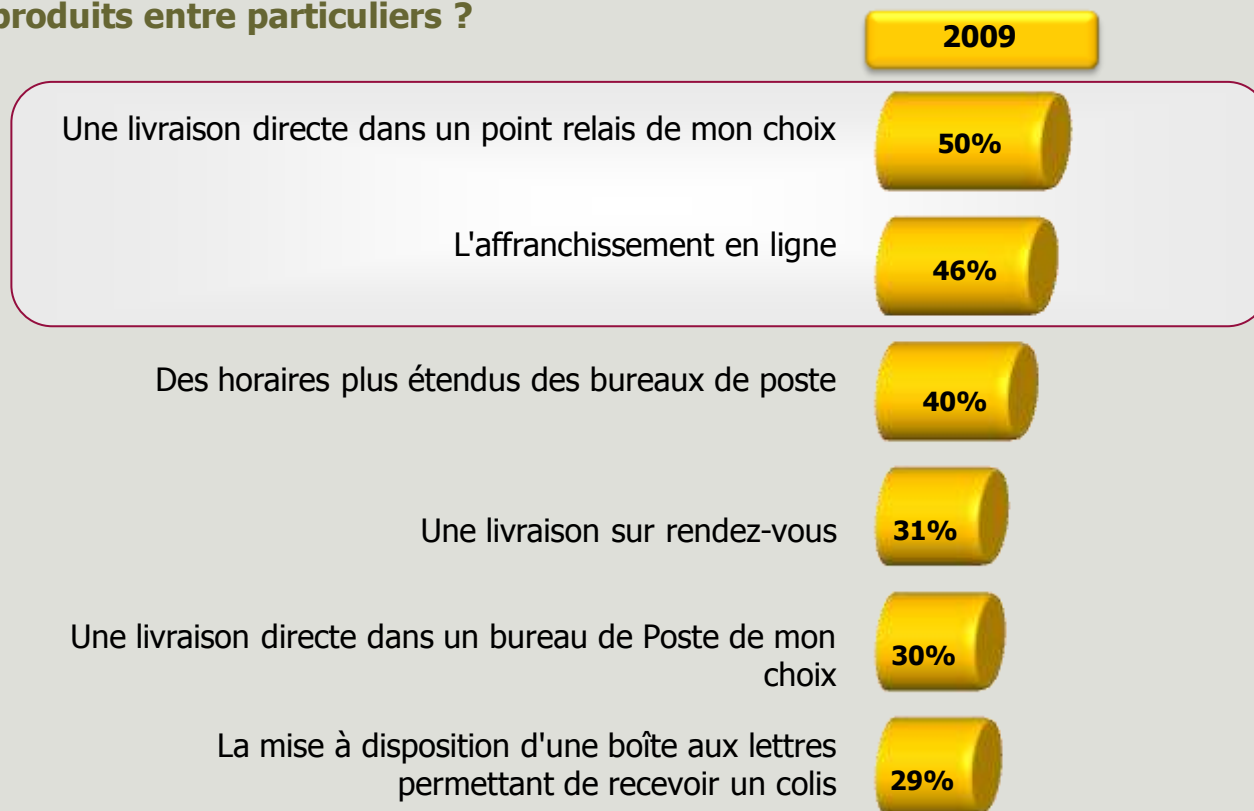 produits entre particuliers ?
2009
Une livraison directe dans un point relais de mon choix
50%
L'affranchissement en ligne
46%
Des horaires plus étendus des bureaux de poste
40%
Une livraison sur rendez-vous
31%
Une livraison directe dans un bureau de Poste de mon
choix
30%
La mise à disposition d'une boîte aux lettres
permettant de recevoir un colis
29%